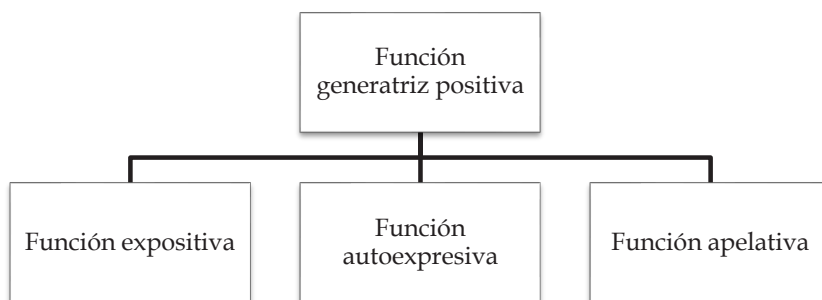 Función
generatriz positiva
Función expositiva
Función
autoexpresiva
Función apelativa